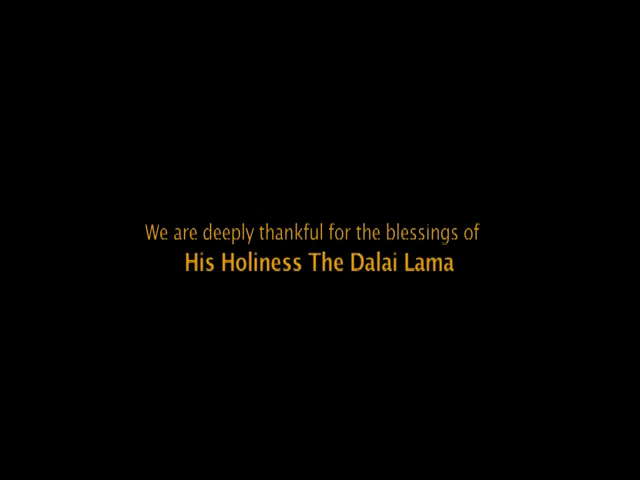 We are deeply thankful for the blessings of
His Holiness The Dalai Lama